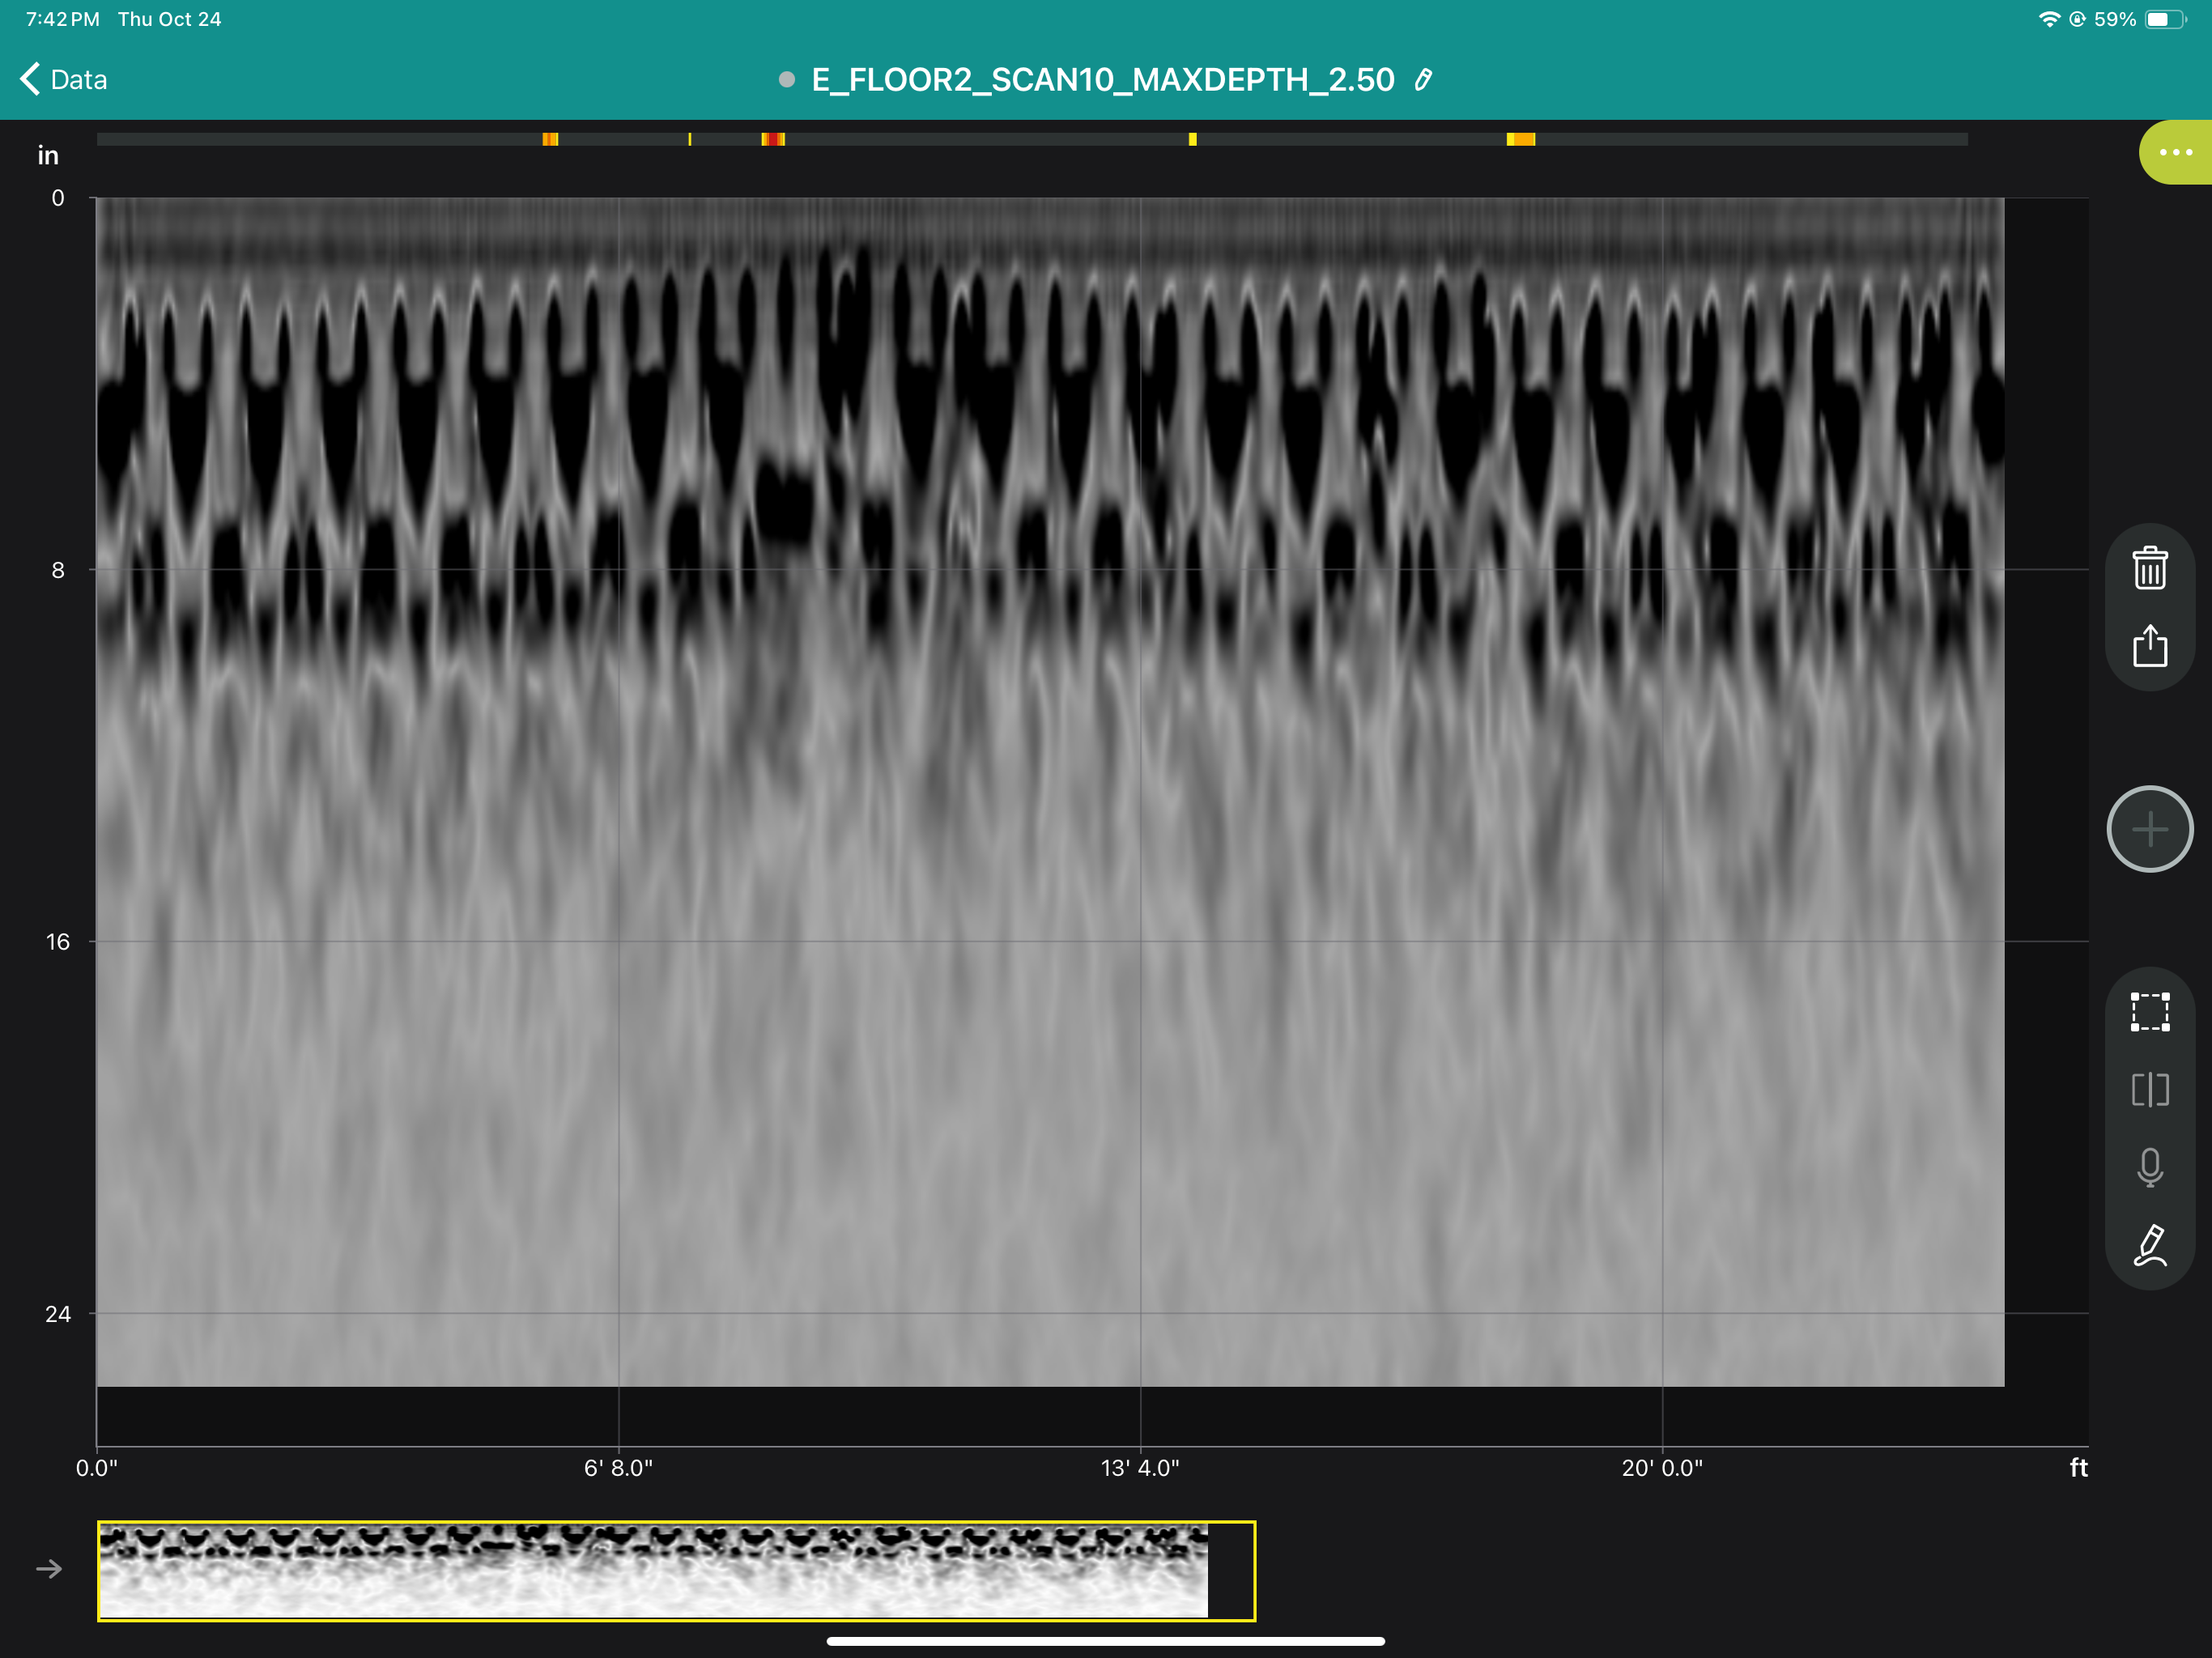 7:42 PM Thu Oct 24
59%
Data
E_FLOOR2_SCAN10_MAXDEPTH_2.50
in
0
8
16
24
0.0" 6' 8.0" 13' 4.0" 20' 0.0" ft